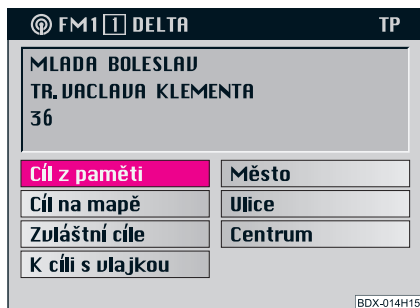 FM1 1 DELTA TP
MLADA BOLESLAV
TR. VACLAVA KLEMENTA
36
Cíl z paměti Město
Cíl na mapě Ulice
Zvláštní cíle Centrum
K cíli s vlajkou
BDX-014H15